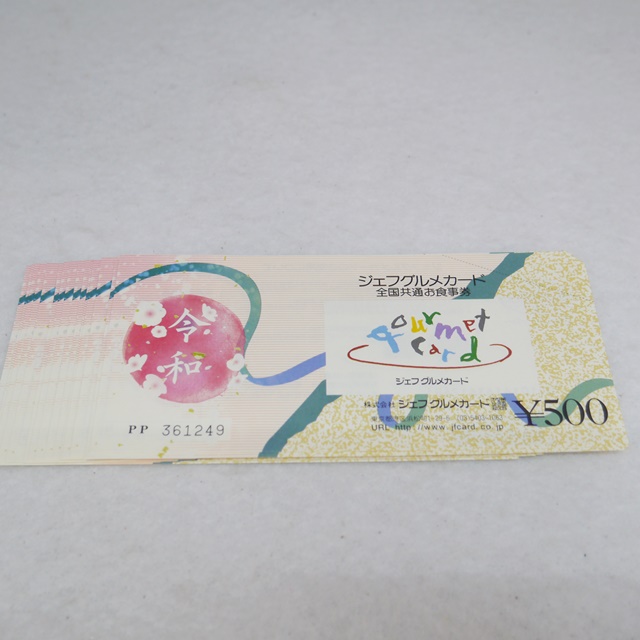 ジェフグルメカード
全国共通お食事券
gourmet
card
ジェフ グルメカード
令
和
株式会社 ジェフ グルメカード
¥500
URL http://www.jfcard.co.jp
PP 361249